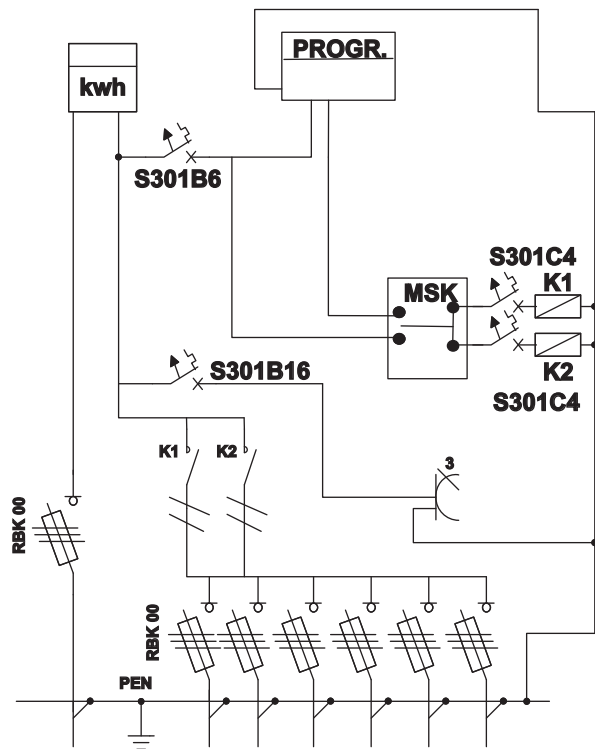 PROGR.
kwh
S301B6
S301C4
K1
MSK
K2
S301C4
S301B16
K1
K2
3
RBK 00
RBK 00
PEN